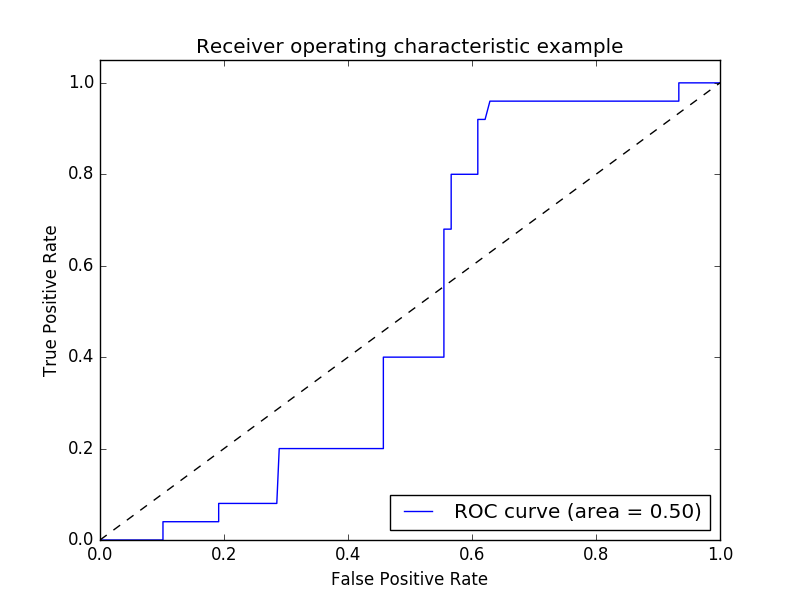 Receiver operating characteristic example
1.0
0.8
0.6
0.4
0.2
0.0
True Positive Rate
ROC curve (area = 0.50)
0.0 0.2 0.4 0.6 0.8 1.0
False Positive Rate